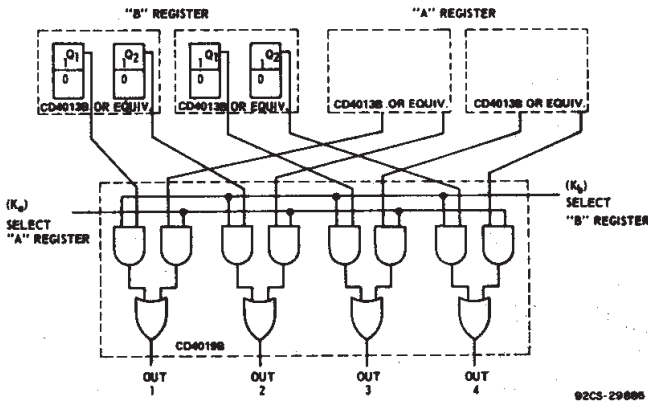 "B" REGISTER
"A" REGISTER
1 Q1
0
1 Q2
0
1 Q1
0
1 Q2
0
CD4013B OR EQUIV.
CD4013B OR EQUIV.
CD4013B OR EQUIV.
CD4013B OR EQUIV.
(Ka)
SELECT
"A" REGISTER
(Kb)
SELECT
"B" REGISTER
CD4019B
OUT
1
OUT
2
OUT
3
OUT
4
92CS-29886